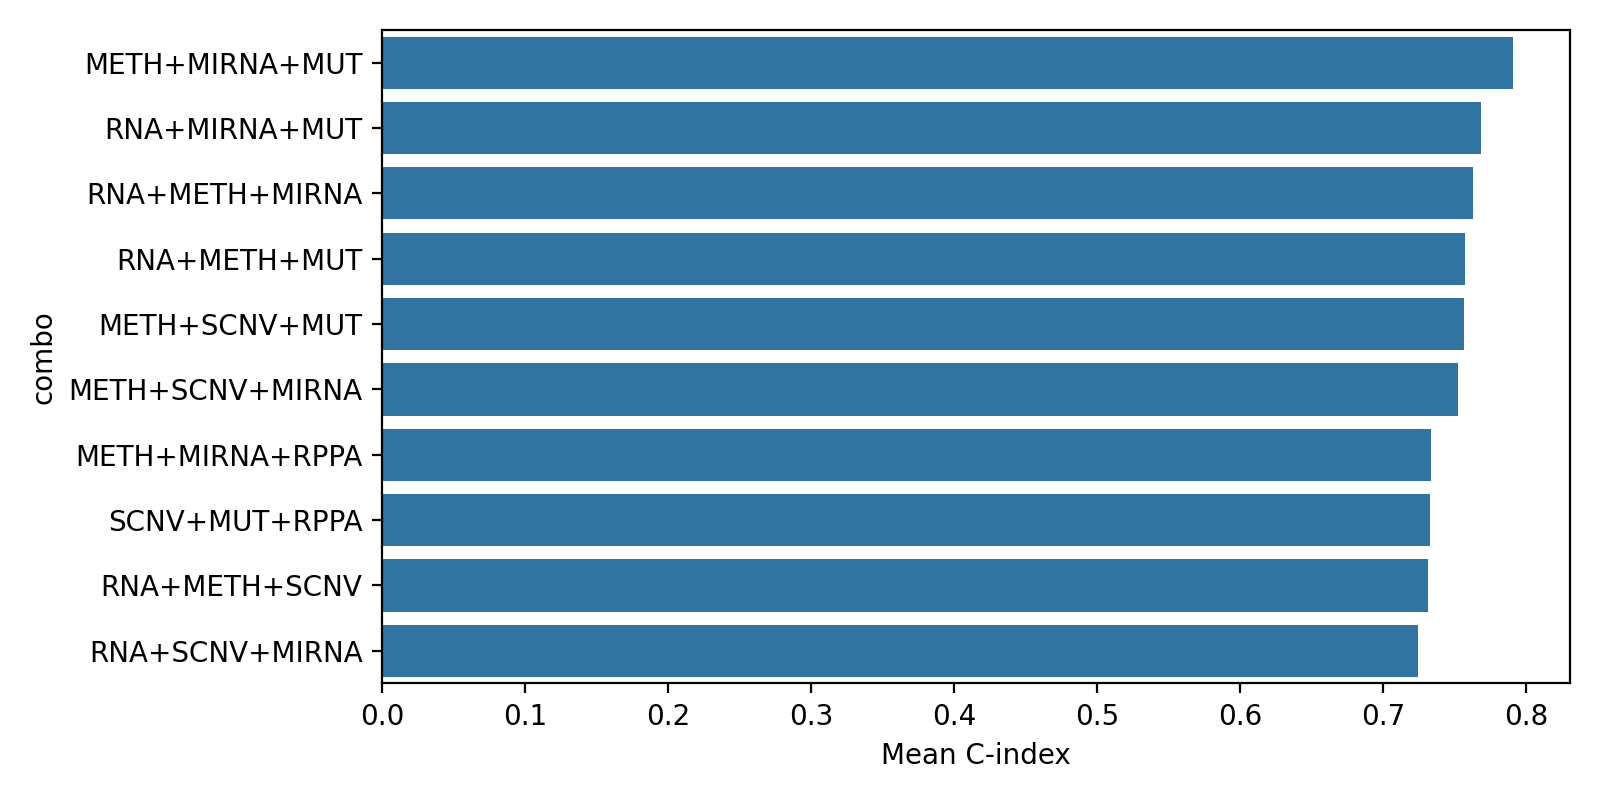 METH+MIRNA+MUT
RNA+MIRNA+MUT
RNA+METH+MIRNA
RNA+METH+MUT
METH+SCNV+MUT
METH+SCNV+MIRNA
METH+MIRNA+RPPA
SCNV+MUT+RPPA
RNA+METH+SCNV
RNA+SCNV+MIRNA
combo
0.0 0.1 0.2 0.3 0.4 0.5 0.6 0.7 0.8
Mean C-index